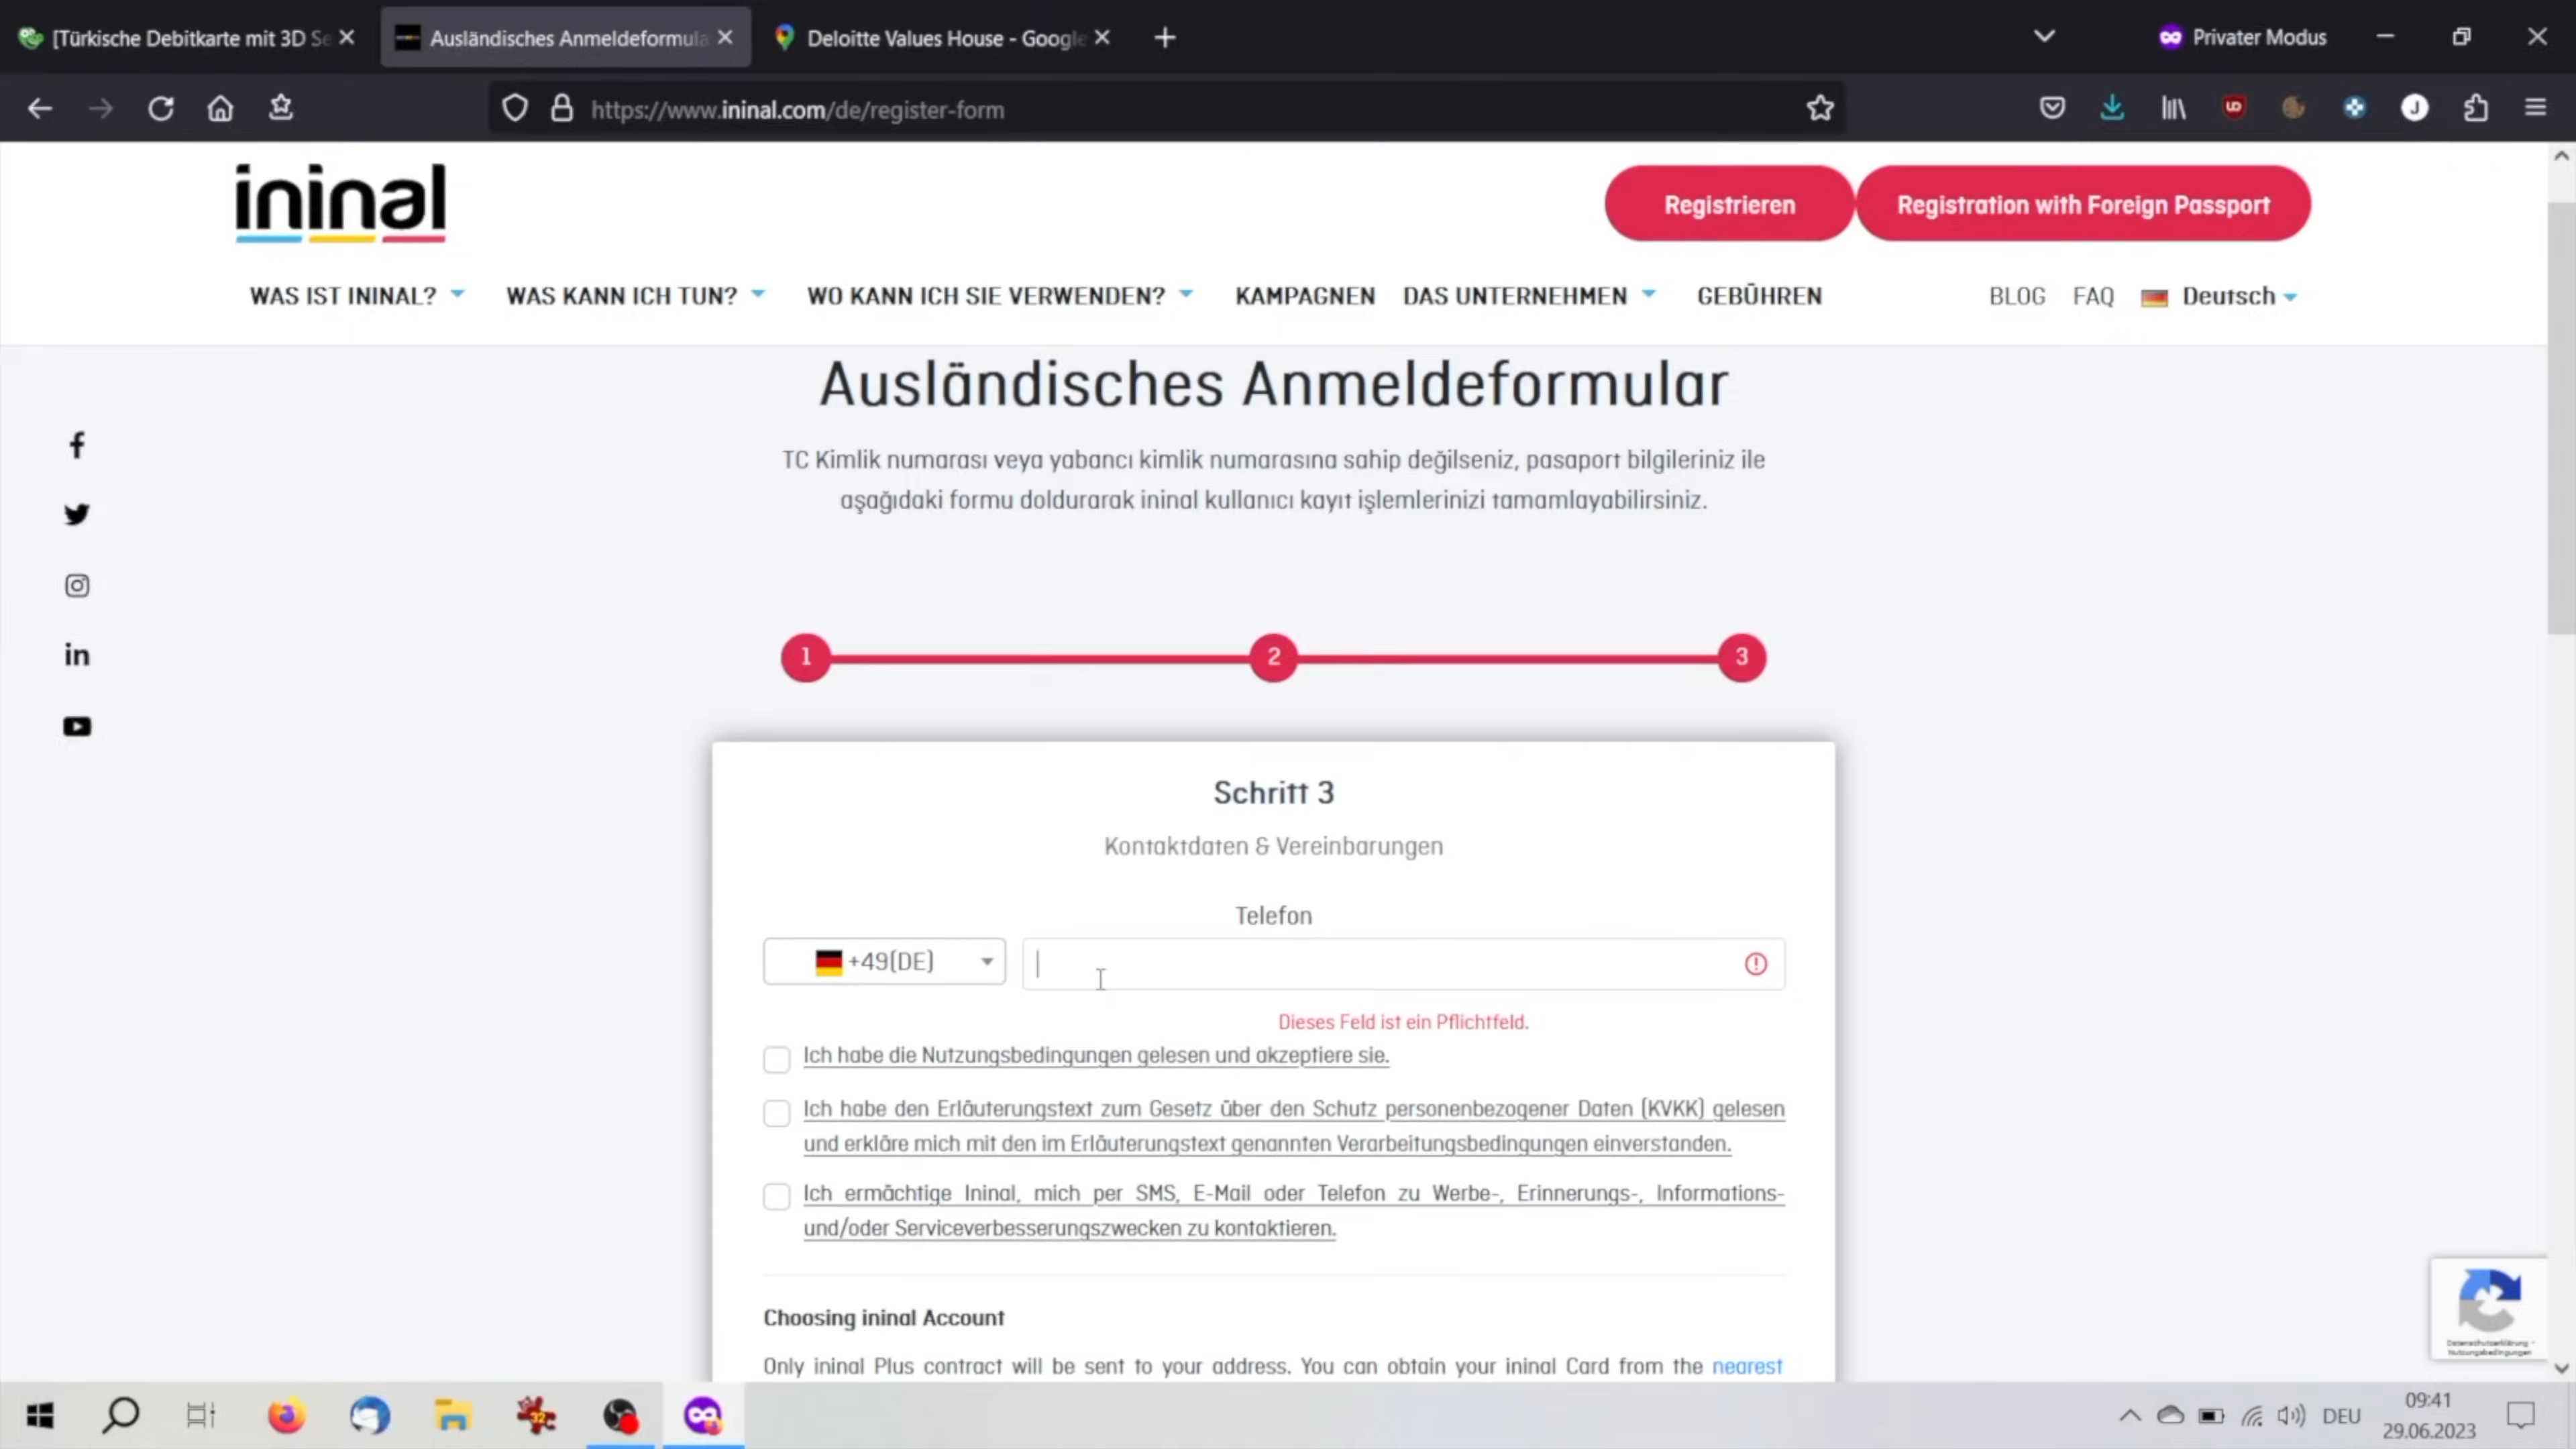 [Türkische Debitkarte mit 3D Se
Ausländisches Anmeldeformula
Deloitte Values House - Google
Privater Modus
https://www.ininal.com/de/register-form
ininal
Registrieren
Registration with Foreign Passport
WAS IST ININAL?
WAS KANN ICH TUN?
WO KANN ICH SIE VERWENDEN?
KAMPAGNEN
DAS UNTERNEHMEN
GEBÜHREN
BLOG
FAQ
Deutsch
Ausländisches Anmeldeformular
TC Kimlik numarası veya yabancı kimlik numarasına sahip değilseniz, pasaport bilgileriniz ile
aşağıdaki formu doldurarak ininal kullanıcı kayıt işlemlerinizi tamamlayabilirsiniz.
1
2
3
Schritt 3
Kontaktdaten & Vereinbarungen
Telefon
+49(DE)
Dieses Feld ist ein Pflichtfeld.
Ich habe die Nutzungsbedingungen gelesen und akzeptiere sie.
Ich habe den Erläuterungstext zum Gesetz über den Schutz personenbezogener Daten (KVKK) gelesen
und erkläre mich mit den im Erläuterungstext genannten Verarbeitungsbedingungen einverstanden.
Ich ermächtige Ininal, mich per SMS, E-Mail oder Telefon zu Werbe-, Erinnerungs-, Informations-
und/oder Serviceverbesserungszwecken zu kontaktieren.
Choosing ininal Account
Only ininal Plus contract will be sent to your address. You can obtain your ininal Card from the nearest
Datenschutzerklärung -
Nutzungsbedingungen
DEU
09:41
29.06.2023